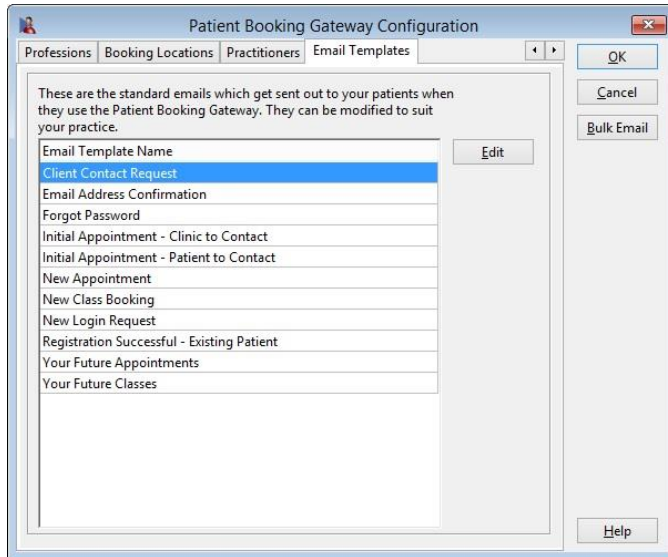 Patient Booking Gateway Configuration
Professions
Booking Locations
Practitioners
Email Templates
OK
Cancel
Bulk Email
These are the standard emails which get sent out to your patients when
they use the Patient Booking Gateway. They can be modified to suit
your practice.
Email Template Name
Edit
Client Contact Request
Email Address Confirmation
Forgot Password
Initial Appointment - Clinic to Contact
Initial Appointment - Patient to Contact
New Appointment
New Class Booking
New Login Request
Registration Successful - Existing Patient
Your Future Appointments
Your Future Classes
Help